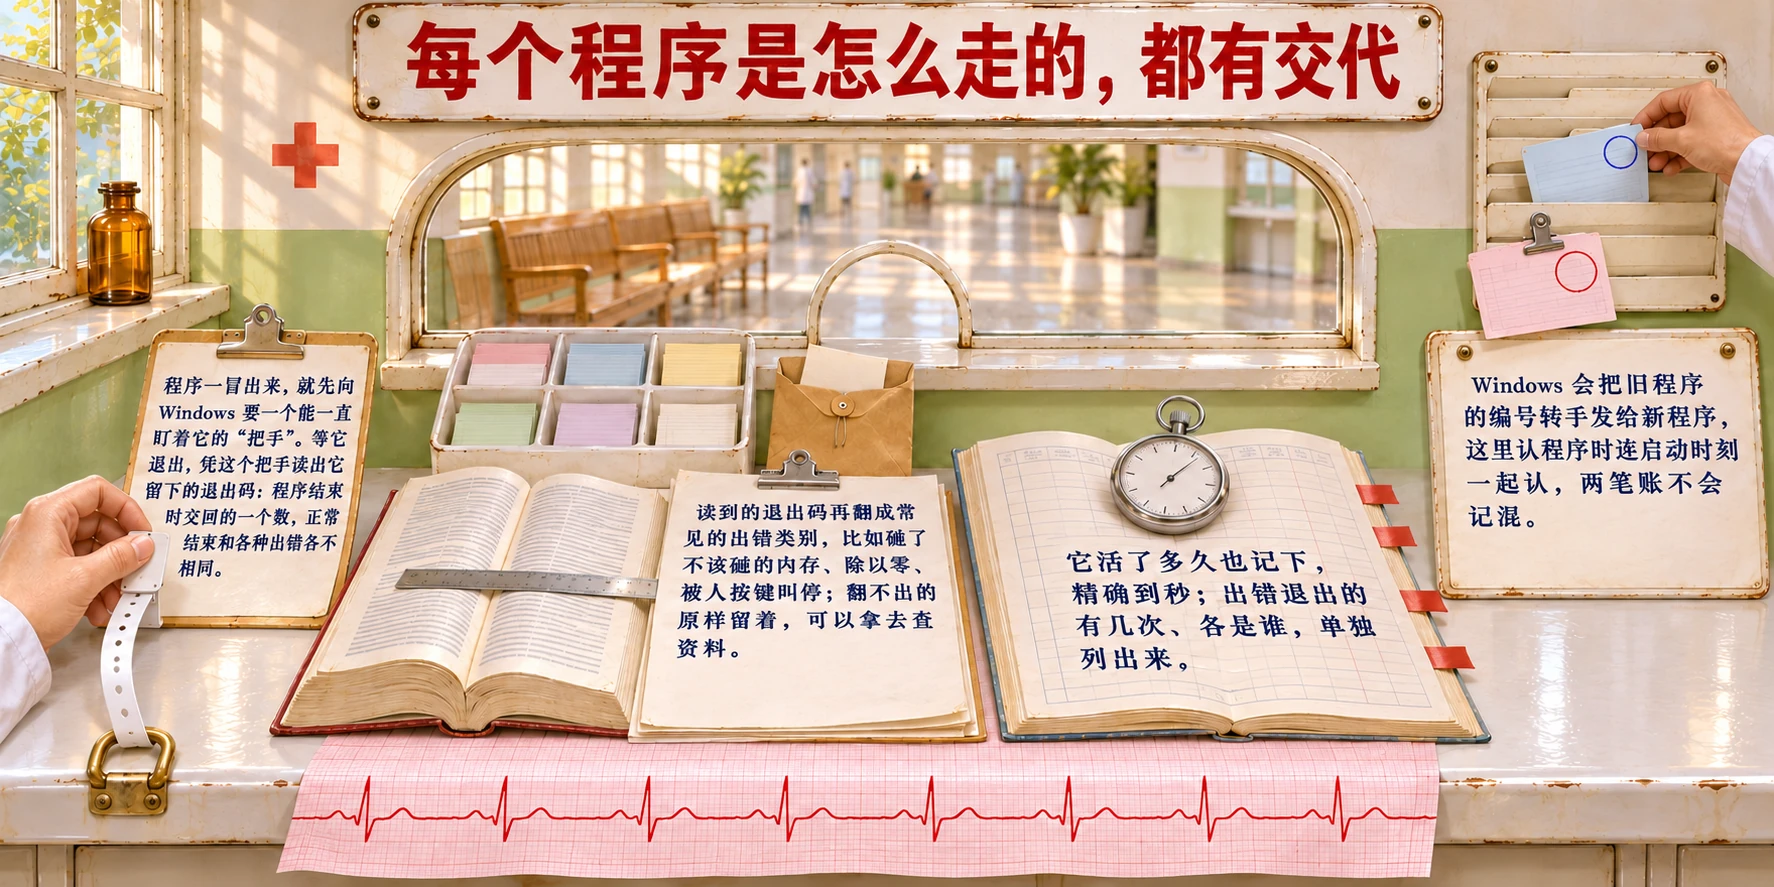 每个程序是怎么走的，都有交代
程序一冒出来，就先向
Windows 要一个能一直
盯着它的“把手”。等它
退出，凭这个把手读出它
留下的退出码：程序结束
时交回的一个数，正常
结束和各种出错各不
相同。
读到的退出码再翻成常
见的出错类别，比如砸了
不该砸的内存、除以零、
被人按键叫停；翻不出的
原样留着，可以拿去查
资料。
它活了多久也记下，
精确到秒；出错退出的
有几次、各是谁，单独
列出来。
Windows 会把旧程序
的编号转手发给新程序，
这里认程序时连启动时刻
一起认，两笔账不会
记混。